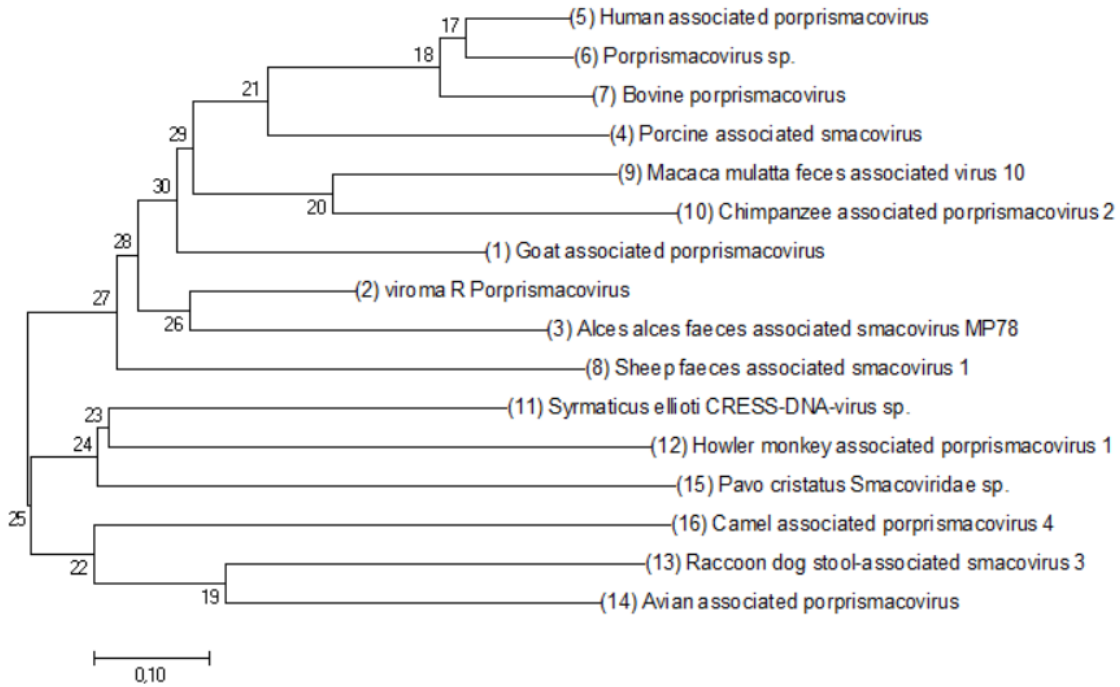 17
(5) Human associated porprismacovirus
18
(6) Porprismacovirus sp.
21
(7) Bovine porprismacovirus
29
(4) Porcine associated smacovirus
30
(9) Macaca mulatta feces associated virus 10
20
(10) Chimpanzee associated porprismacovirus 2
28
(1) Goat associated porprismacovirus
27
(2) viroma R Porprismacovirus
26
(3) Alces alces faeces associated smacovirus MP78
(8) Sheep faeces associated smacovirus 1
23
(11) Syrmaticus ellioti CRESS-DNA-virus sp.
24
(12) Howler monkey associated porprismacovirus 1
(15) Pavo cristatus Smacoviridae sp.
25
(16) Camel associated porprismacovirus 4
22
(13) Raccoon dog stool-associated smacovirus 3
19
(14) Avian associated porprismacovirus
0,10